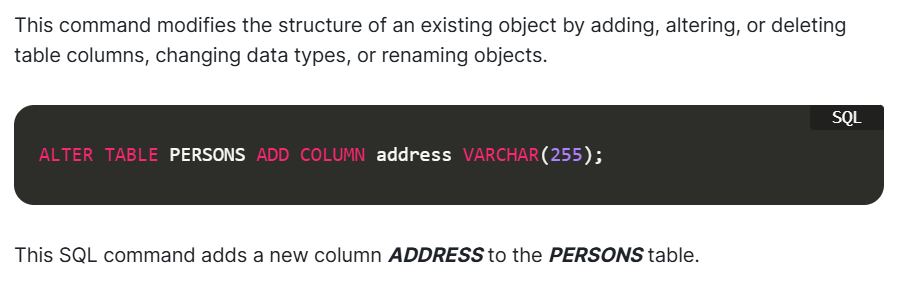 This command modifies the structure of an existing object by adding, altering, or deleting
table columns, changing data types, or renaming objects.
SQL
ALTER TABLE PERSONS ADD COLUMN address VARCHAR(255);
This SQL command adds a new column ADDRESS to the PERSONS table.